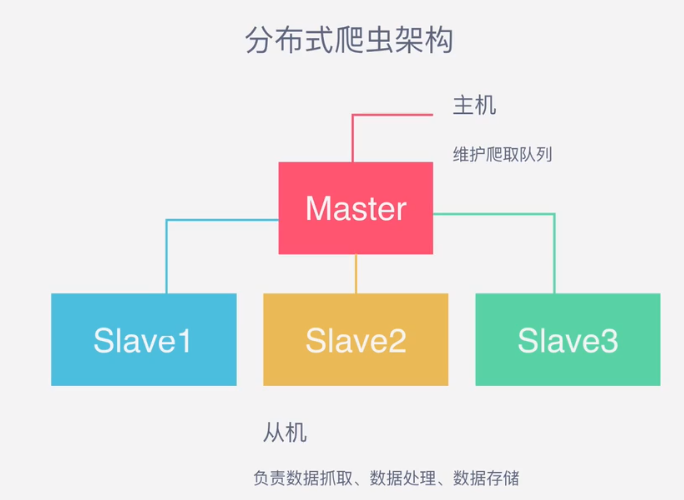 分布式爬虫架构
主机
维护爬取队列
Master
Slave1
Slave2
Slave3
从机
负责数据抓取、数据处理、数据存储